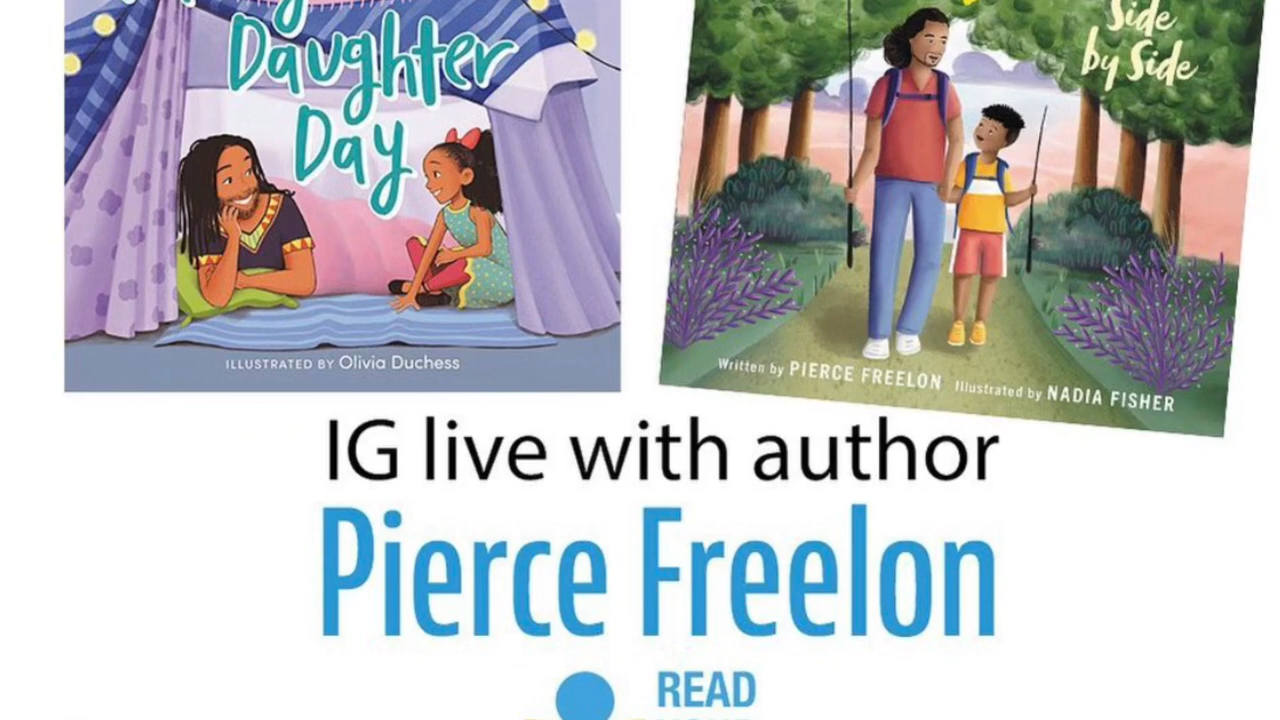 Daughter
Day
ILLUSTRATED BY Olivia Duchess
Side
by Side
Written by PIERCE FREELON Illustrated by NADIA FISHER
IG live with author
Pierce Freelon
READ